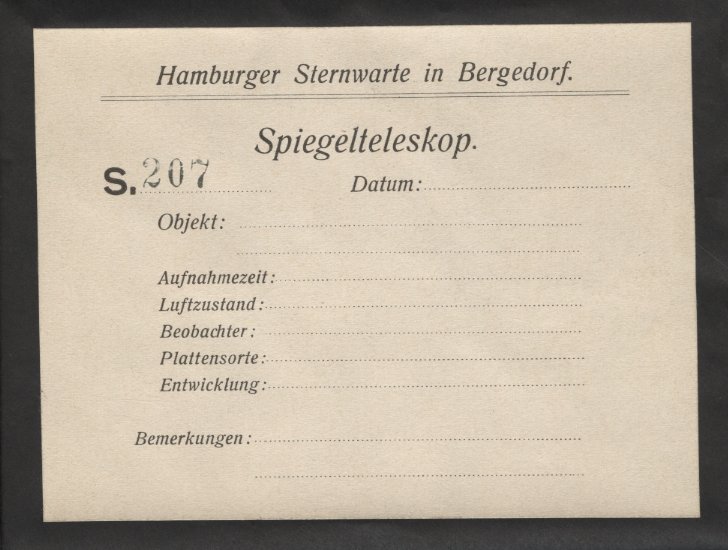 Hamburger Sternwarte in Bergedorf.
Spiegelteleskop.
S. 207 Datum:
Objekt:
Aufnahmezeit:
Luftzustand:
Beobachter:
Plattensorte:
Entwicklung:
Bemerkungen: